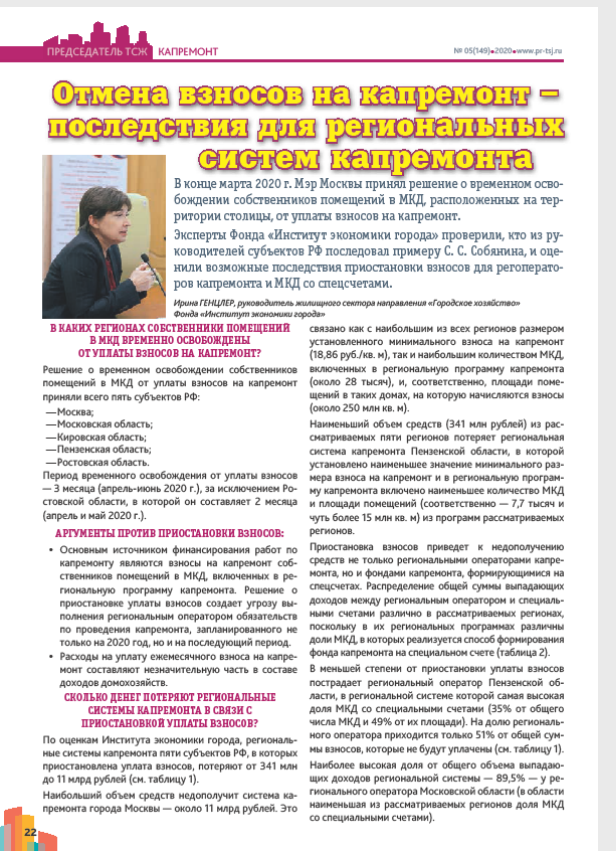 ПРЕДСЕДАТЕЛЬ ТСЖ КАПРЕМОНТ
№ 05(149)●2020●www.pr-tsj.ru
Отмена взносов на капремонт –
последствия для региональных
систем капремонта
В конце марта 2020 г. Мэр Москвы принял решение о временном осво-
бождении собственников помещений в МКД, расположенных на тер-
ритории столицы, от уплаты взносов на капремонт.
Эксперты Фонда «Институт экономики города» проверили, кто из ру-
ководителей субъектов РФ последовал примеру С. С. Собянина, и оце-
нили возможные последствия приостановки взносов для регоперато-
ров капремонта и МКД со спецсчетами.
Ирина ГЕНЦЛЕР, руководитель жилищного сектора направления «Городское хозяйство»
Фонда «Институт экономики города»
В КАКИХ РЕГИОНАХ СОБСТВЕННИКИ ПОМЕЩЕНИЙ
В МКД ВРЕМЕННО ОСВОБОЖДЕНЫ
ОТ УПЛАТЫ ВЗНОСОВ НА КАПРЕМОНТ?
Решение о временном освобождении собственников
помещений в МКД от уплаты взносов на капремонт
приняли всего пять субъектов РФ:
—Москва;
—Московская область;
—Кировская область;
—Пензенская область;
—Ростовская область.
Период временного освобождения от уплаты взносов
— 3 месяца (апрель-июнь 2020 г.), за исключением Ро-
стовской области, в которой он составляет 2 месяца
(апрель и май 2020 г.).
АРГУМЕНТЫ ПРОТИВ ПРИОСТАНОВКИ ВЗНОСОВ:
• Основным источником финансирования работ по
капремонту являются взносы на капремонт соб-
ственников помещений в МКД, включенных в ре-
гиональную программу капремонта. Решение о
приостановке уплаты взносов создает угрозу вы-
полнения региональным оператором обязательств
по проведения капремонта, запланированного не
только на 2020 год, но и на последующий период.
• Расходы на уплату ежемесячного взноса на капре-
монт составляют незначительную часть в составе
доходов домохозяйств.
СКОЛЬКО ДЕНЕГ ПОТЕРЯЮТ РЕГИОНАЛЬНЫЕ
СИСТЕМЫ КАПРЕМОНТА В СВЯЗИ С
ПРИОСТАНОВКОЙ УПЛАТЫ ВЗНОСОВ?
По оценкам Института экономики города, региональ-
ные системы капремонта пяти субъектов РФ, в которых
приостановлена уплата взносов, потеряют от 341 млн
до 11 млрд рублей (см. таблицу 1).
Наибольший объем средств недополучит система ка-
премонта города Москвы — около 11 млрд рублей. Это
связано как с наибольшим из всех регионов размером
установленного минимального взноса на капремонт
(18,86 руб./кв. м), так и наибольшим количеством МКД,
включенных в региональную программу капремонта
(около 28 тысяч), и, соответственно, площади поме-
щений в таких домах, на которую начисляются взносы
(около 250 млн кв. м).
Наименьший объем средств (341 млн рублей) из рас-
сматриваемых пяти регионов потеряет региональная
система капремонта Пензенской области, в которой
установлено наименьшее значение минимального раз-
мера взноса на капремонт и в региональную програм-
му капремонта включено наименьшее количество МКД
и площади помещений (соответственно — 7,7 тысяч и
чуть более 15 млн кв. м) из программ рассматриваемых
регионов.
Приостановка взносов приведет к недополучению
средств не только региональными операторами капре-
монта, но и фондами капремонта, формирующимися на
спецсчетах. Распределение общей суммы выпадающих
доходов между региональным оператором и специаль-
ными счетами различно в рассматриваемых регионах,
поскольку в их региональных программах различны
доли МКД, в которых реализуется способ формирования
фонда капремонта на специальном счете (таблица 2).
В меньшей степени от приостановки уплаты взносов
пострадает региональный оператор Пензенской об-
ласти, в региональной системе которой самая высокая
доля МКД со специальными счетами (35% от общего
числа МКД и 49% от их площади). На долю региональ-
ного оператора приходится только 51% от общей сум-
мы взносов, которые не будут уплачены (см. таблицу 1).
Наиболее высокая доля от общего объема выпадаю-
щих доходов региональной системы — 89,5% — у ре-
гионального оператора Московской области (в области
наименьшая из рассматриваемых регионов доля МКД
со специальными счетами).
22